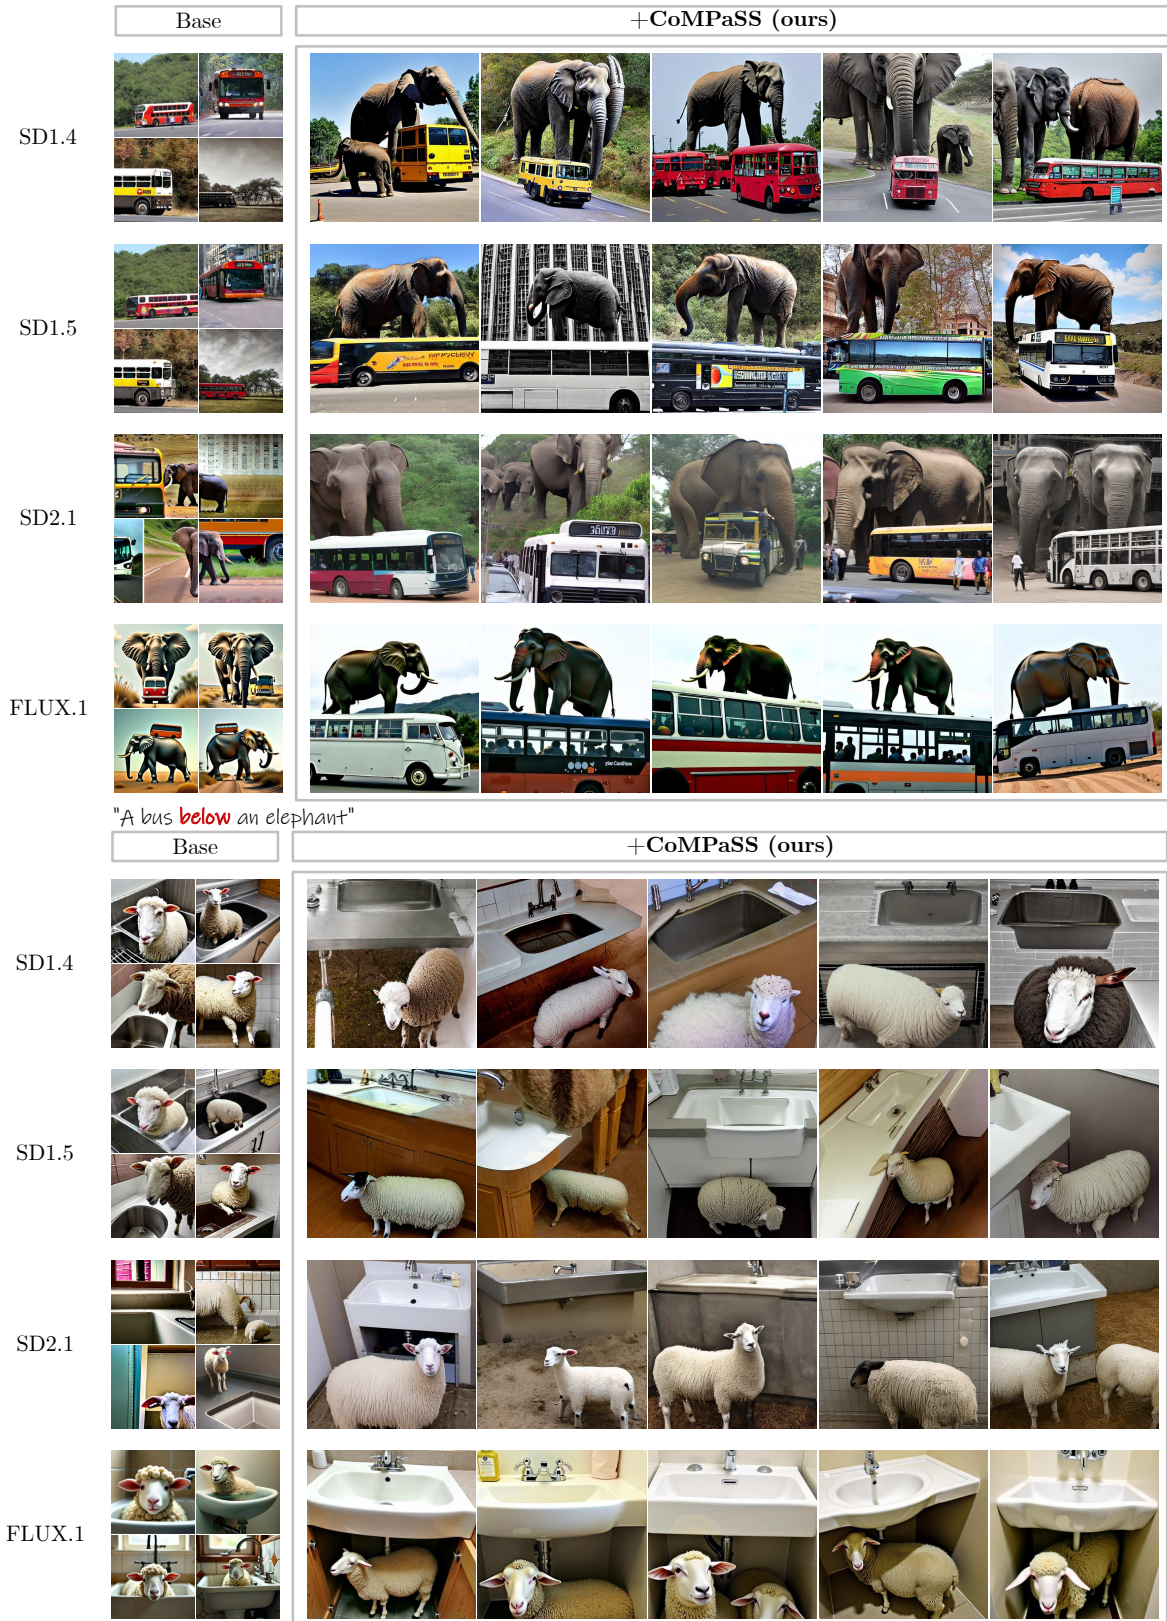 Base
+CoMPaSS (ours)
SD1.4
SD1.5
SD2.1
FLUX.1
"A bus below an elephant"
Base
+CoMPaSS (ours)
SD1.4
SD1.5
SD2.1
FLUX.1